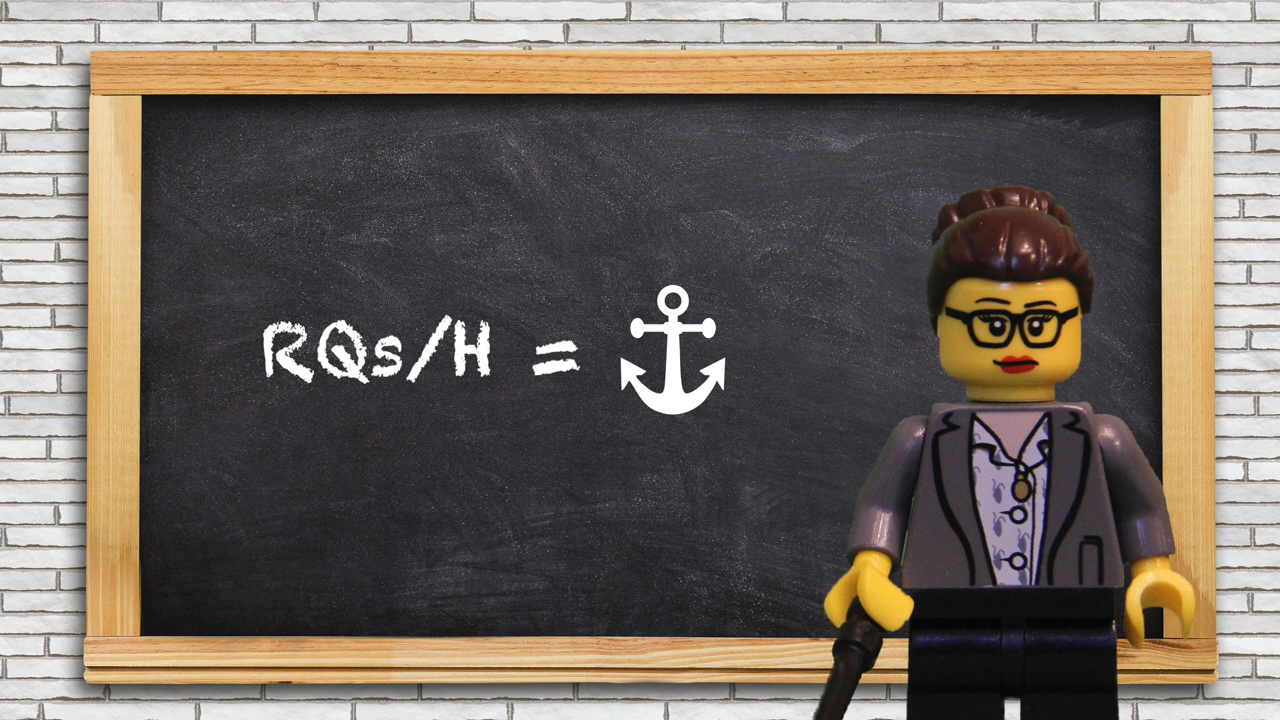 RQs/H =